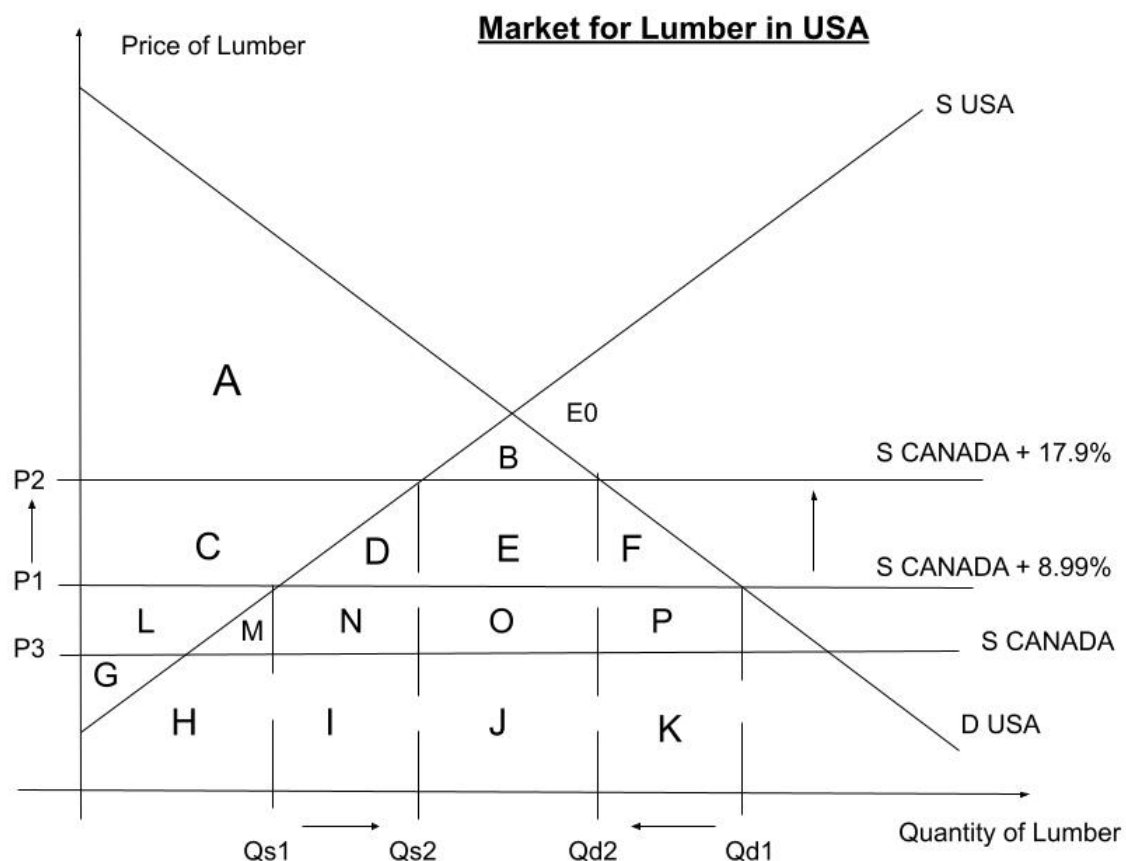 Market for Lumber in USA
Price of Lumber
S USA
A
E0
B
S CANADA + 17.9%
P2
C
D
E
F
S CANADA + 8.99%
P1
L
M
N
O
P
S CANADA
P3
G
H
I
J
K
D USA
Quantity of Lumber
Qs1
Qs2
Qd2
Qd1